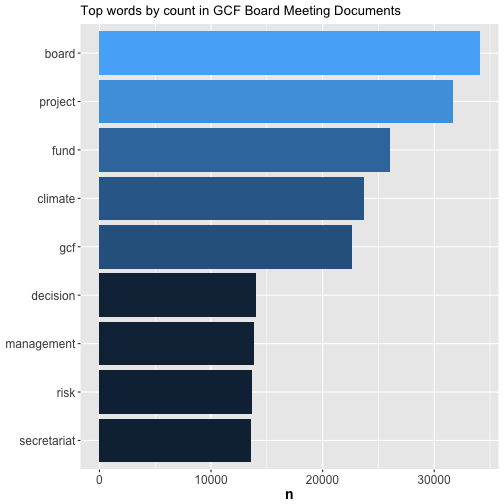 Top words by count in GCF Board Meeting Documents
board
project
fund
climate
gcf
decision
management
risk
secretariat
0 10000 20000 30000
n